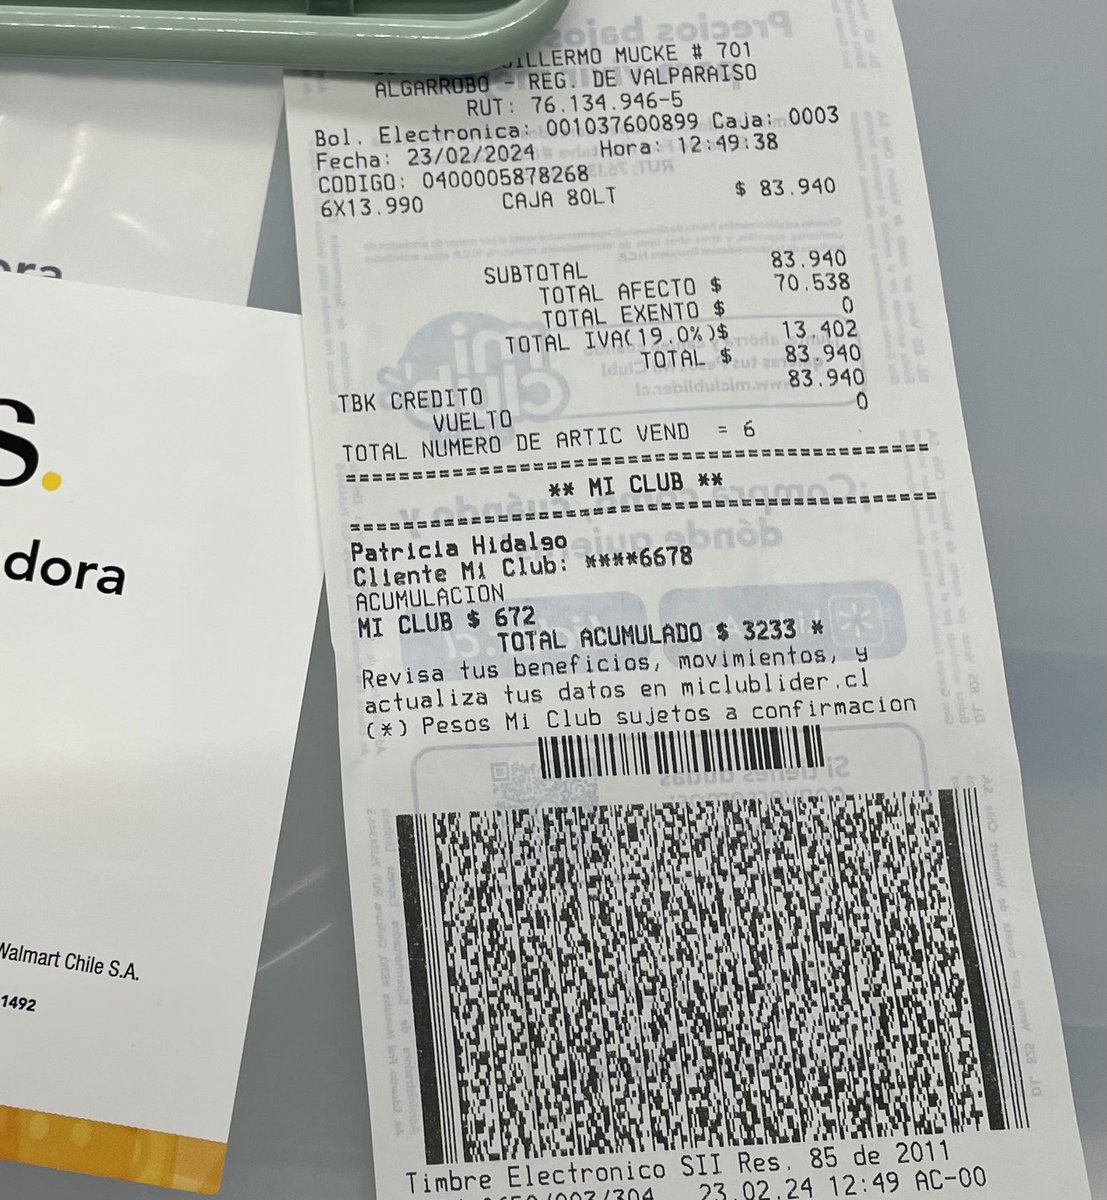 ILLERMO MUCKE # 701
ALGARROBO - REG. DE VALPARAISO
RUT: 76.134.946-5
Bol. Electronica: 001037600899 Caja: 0003
Fecha: 23/02/2024 Hora: 12:49:38
CODIGO: 0400005878268
6X13.990 CAJA 80LT $ 83.940
SUBTOTAL 83.940
TOTAL AFECTO $ 70.538
TOTAL EXENTO $ 0
TOTAL IVA(19.0%)$ 13.402
TOTAL $ 83.940
TBK CREDITO 83.940
VUELTO 0
TOTAL NUMERO DE ARTIC VEND = 6
** MI CLUB **
Patricia Hidalgo
Cliente Mi Club: ****6678
ACUMULACION
MI CLUB $ 672
TOTAL ACUMULADO $ 3233 *
Revisa tus beneficios, movimientos, y
actualiza tus datos en miclublider.cl
(*) Pesos Mi Club sujetos a confirmacion
Timbre Electronico SII Res. 85 de 2011
23.02.24 12:49 AC-00
ora
s.
dora
Walmart Chile S.A.
1492